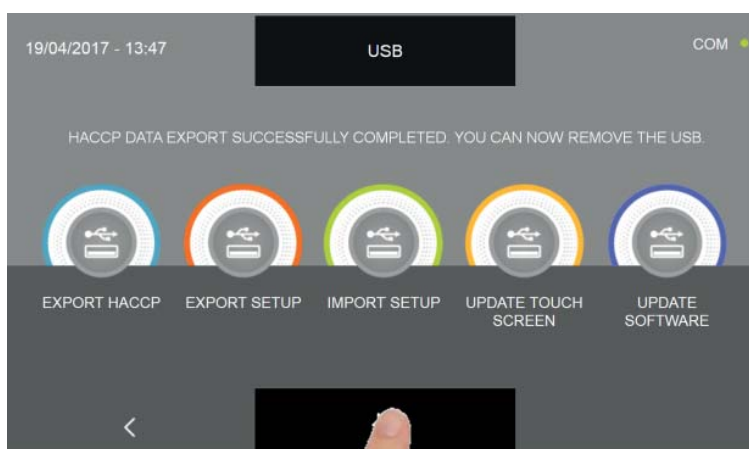 19/04/2017 - 13:47
USB
COM
HACCP DATA EXPORT SUCCESSFULLY COMPLETED. YOU CAN NOW REMOVE THE USB.
EXPORT HACCP
EXPORT SETUP
IMPORT SETUP
UPDATE TOUCH
SCREEN
UPDATE
SOFTWARE